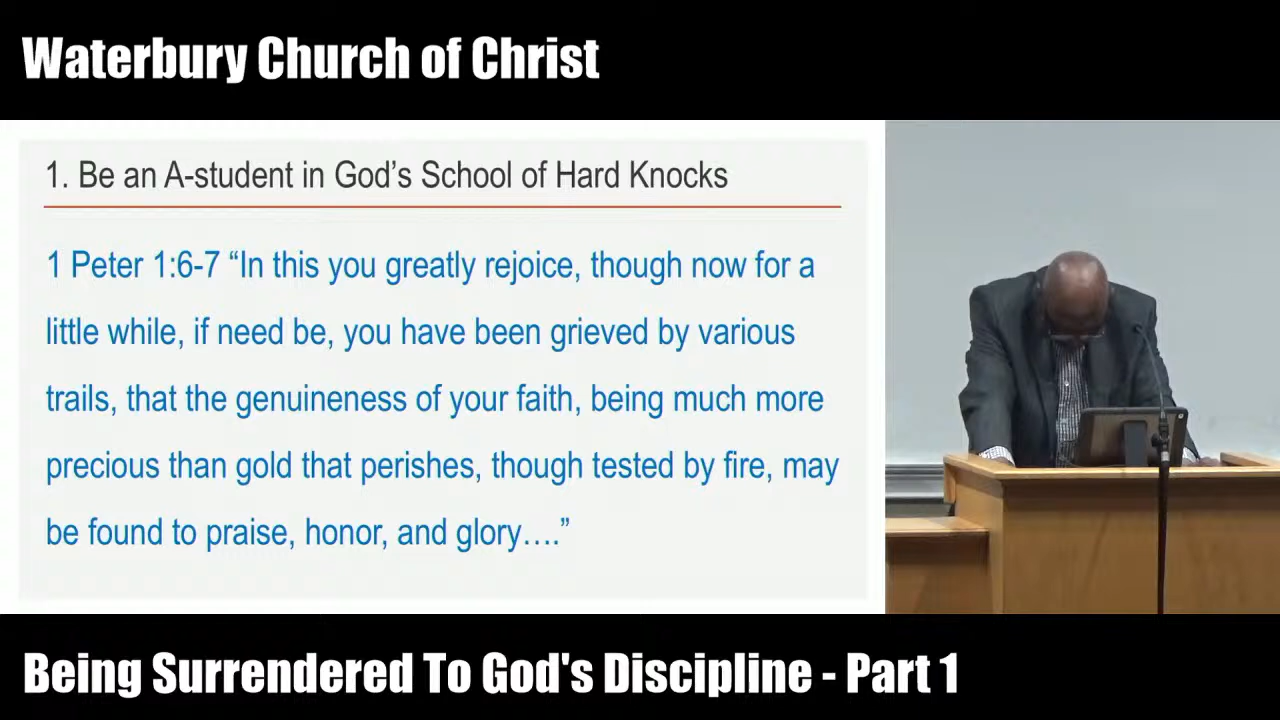 Waterbury Church of Christ
1. Be an A-student in God’s School of Hard Knocks
1 Peter 1:6-7 “In this you greatly rejoice, though now for a
little while, if need be, you have been grieved by various
trails, that the genuineness of your faith, being much more
precious than gold that perishes, though tested by fire, may
be found to praise, honor, and glory….”
Being Surrendered To God's Discipline - Part 1